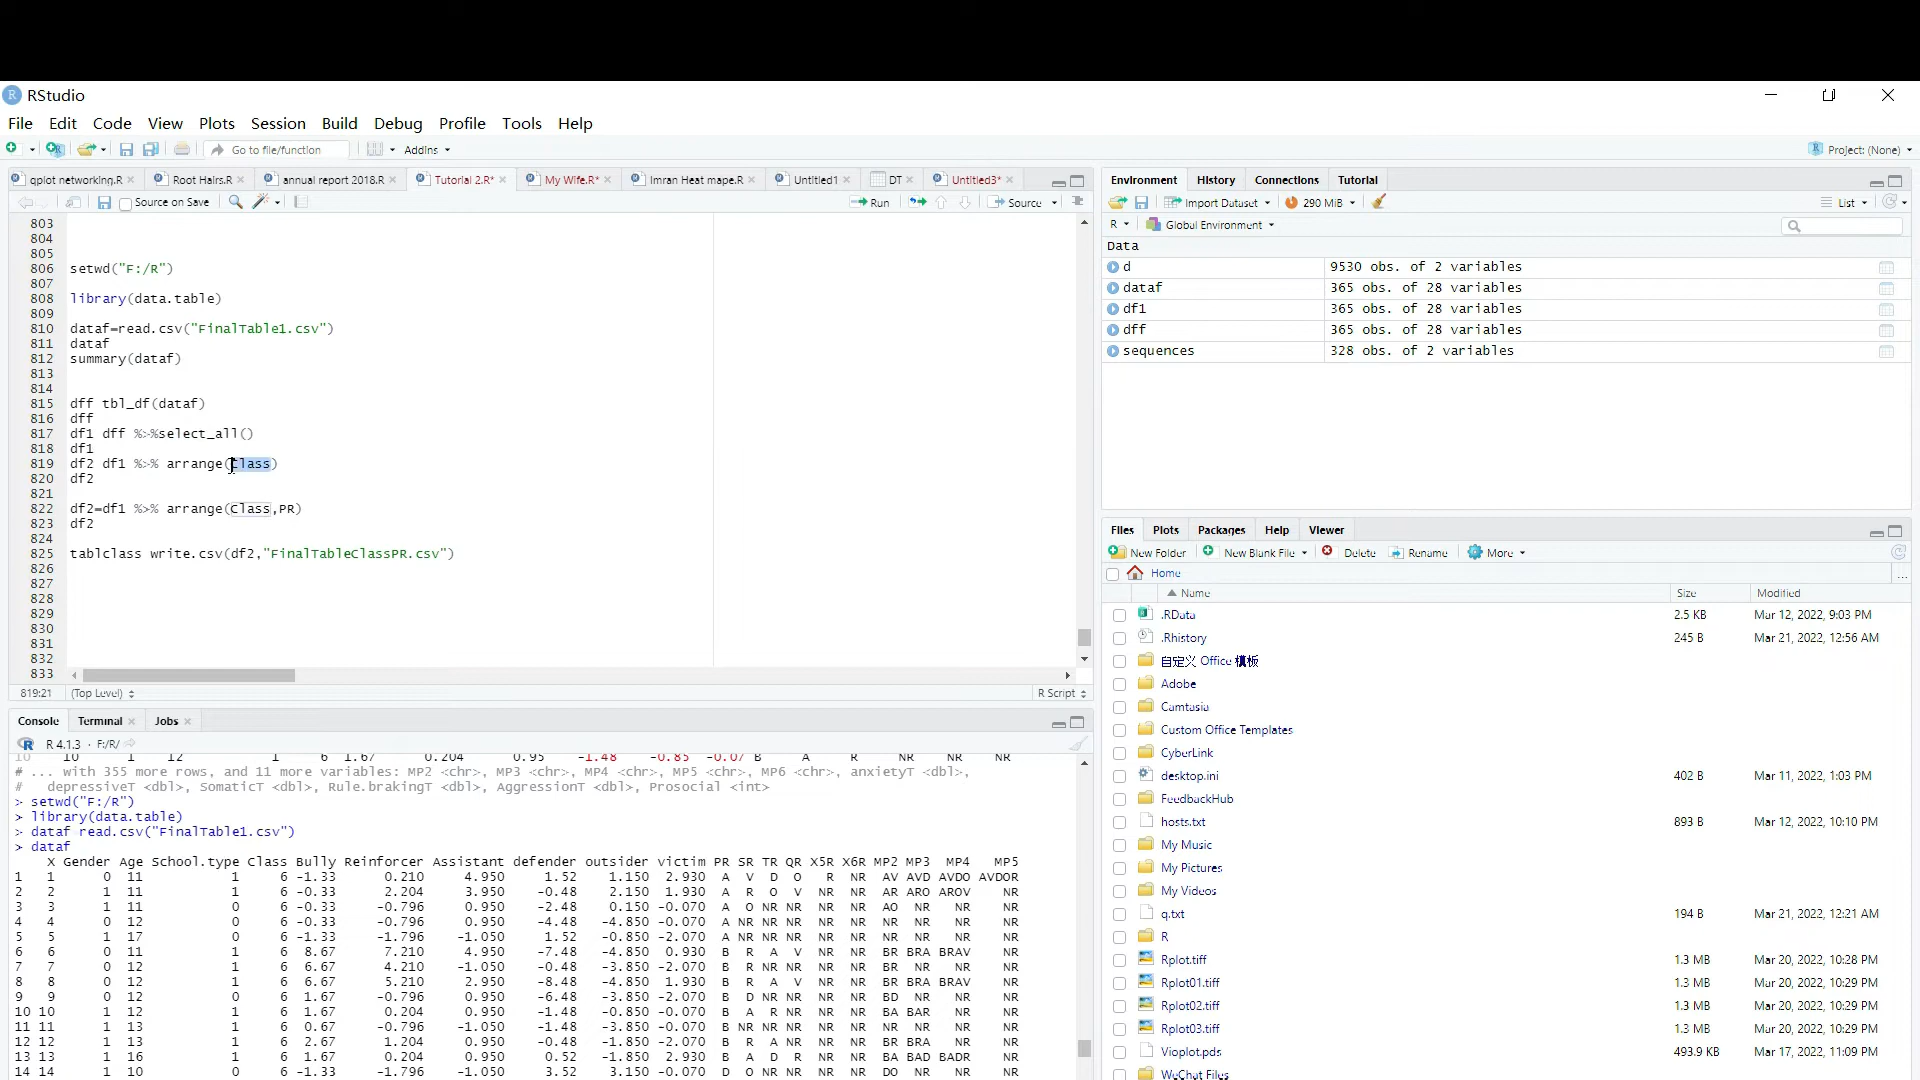 RStudio
File Edit Code View Plots Session Build Debug Profile Tools Help
Go to file/function Addins Project: (None)
qplot networking.R Root Hairs.R annual report 2018.R Tutorial 2.R* My Wife.R* Imran Heat mape.R Untitled1 DT Untitled3*
Source on Save Run Source
803
804
805
806 setwd("F:/R")
807
808 library(data.table)
809
810 dataf=read.csv("FinalTable1.csv")
811 dataf
812 summary(dataf)
813
814
815 dff tbl_df(dataf)
816 dff
817 df1 dff %>%select_all()
818 df1
819 df2 df1 %>% arrange(Class)
820 df2
821
822 df2=df1 %>% arrange(Class,PR)
823 df2
824
825 tablclass write.csv(df2,"FinalTableClassPR.csv")
826
827
828
829
830
831
832
833
819:21 (Top Level) R Script
Console Terminal Jobs
R 4.1.3 · F:/R/
10 10 1 12 1 6 1.67 0.204 0.95 -1.48 -0.85 -0.07 B A R NR NR NR
# ... with 355 more rows, and 11 more variables: MP2 <chr>, MP3 <chr>, MP4 <chr>, MP5 <chr>, MP6 <chr>, anxietyT <dbl>,
# depressiveT <dbl>, SomaticT <dbl>, Rule.brakingT <dbl>, AggressionT <dbl>, Prosocial <int>
> setwd("F:/R")
> library(data.table)
> dataf read.csv("FinalTable1.csv")
> dataf
X Gender Age School.type Class Bully Reinforcer Assistant defender outsider victim PR SR TR QR X5R X6R MP2 MP3 MP4 MP5
1 1 0 11 1 6 -1.33 0.210 4.950 1.52 1.150 2.930 A V D O R NR AV AVD AVDO AVDOR
2 2 1 11 1 6 -0.33 2.204 3.950 -0.48 2.150 1.930 A R O V NR NR AR ARO AROV NR
3 3 1 11 0 6 -0.33 -0.796 0.950 -2.48 0.150 -0.070 A O NR NR NR NR AO NR NR NR
4 4 0 12 0 6 -0.33 -0.796 0.950 -4.48 -4.850 -0.070 A NR NR NR NR NR NR NR NR NR
5 5 1 17 0 6 -1.33 -1.796 -1.050 1.52 -0.850 -2.070 A NR NR NR NR NR NR NR NR NR
6 6 0 11 1 6 8.67 7.210 4.950 -7.48 -4.850 0.930 B R A V NR NR BR BRA BRAV NR
7 7 0 12 1 6 6.67 4.210 -1.050 -0.48 -3.850 -2.070 B R NR NR NR NR BR NR NR NR
8 8 0 12 1 6 6.67 5.210 2.950 -8.48 -4.850 1.930 B R A V NR NR BR BRA BRAV NR
9 9 0 12 0 6 1.67 -0.796 0.950 -6.48 -3.850 -2.070 B D NR NR NR NR BD NR NR NR
10 10 1 12 1 6 1.67 0.204 0.950 -1.48 -0.850 -0.070 B A R NR NR NR BA BAR NR NR
11 11 1 13 1 6 0.67 -0.796 -1.050 -1.48 -3.850 -0.070 B NR NR NR NR NR NR NR NR NR
12 12 1 13 1 6 2.67 1.204 0.950 -0.48 -1.850 -0.070 B R A NR NR NR BR BRA NR NR
13 13 1 16 1 6 1.67 0.204 0.950 0.52 -1.850 2.930 B A D R NR NR BA BAD BADR NR
14 14 1 10 0 6 -1.33 -1.796 -1.050 3.52 3.150 -0.070 D O NR NR NR NR DO NR NR NR
Environment History Connections Tutorial
Import Dataset 290 MiB List
R Global Environment
Data
d 9530 obs. of 2 variables
dataf 365 obs. of 28 variables
df1 365 obs. of 28 variables
dff 365 obs. of 28 variables
sequences 328 obs. of 2 variables
Files Plots Packages Help Viewer
New Folder New Blank File Delete Rename More
Home ...
Name Size Modified
.RData 2.5 KB Mar 12, 2022, 9:03 PM
.Rhistory 245 B Mar 21, 2022, 12:56 AM
自定义 Office 模板
Adobe
Camtasia
Custom Office Templates
CyberLink
desktop.ini 402 B Mar 11, 2022, 1:03 PM
FeedbackHub
hosts.txt 893 B Mar 12, 2022, 10:10 PM
My Music
My Pictures
My Videos
q.txt 194 B Mar 21, 2022, 12:21 AM
R
Rplot.tiff 1.3 MB Mar 20, 2022, 10:28 PM
Rplot01.tiff 1.3 MB Mar 20, 2022, 10:29 PM
Rplot02.tiff 1.3 MB Mar 20, 2022, 10:29 PM
Rplot03.tiff 1.3 MB Mar 20, 2022, 10:29 PM
Vioplot.pds 493.9 KB Mar 17, 2022, 11:09 PM
WeChat Files